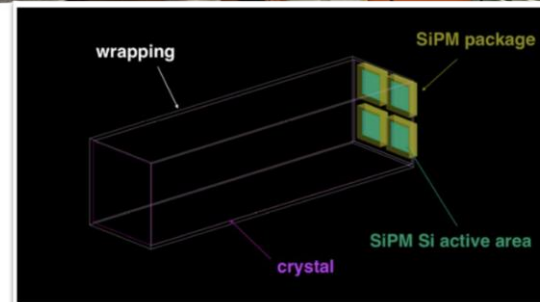 SiPM package
wrapping
SiPM Si active area
crystal